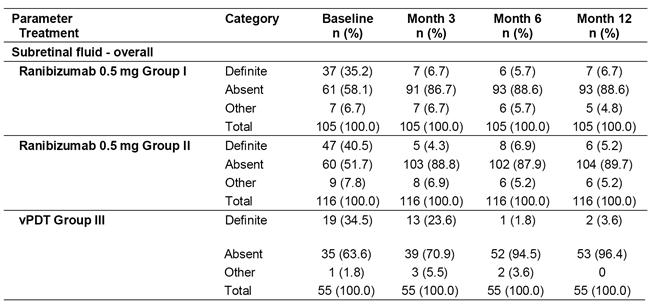 Parameter Category Baseline Month 3 Month 6 Month 12
Treatment n (%) n (%) n (%) n (%)
Subretinal fluid - overall
Ranibizumab 0.5 mg Group I Definite 37 (35.2) 7 (6.7) 6 (5.7) 7 (6.7)
Absent 61 (58.1) 91 (86.7) 93 (88.6) 93 (88.6)
Other 7 (6.7) 7 (6.7) 6 (5.7) 5 (4.8)
Total 105 (100.0) 105 (100.0) 105 (100.0) 105 (100.0)
Ranibizumab 0.5 mg Group II Definite 47 (40.5) 5 (4.3) 8 (6.9) 6 (5.2)
Absent 60 (51.7) 103 (88.8) 102 (87.9) 104 (89.7)
Other 9 (7.8) 8 (6.9) 6 (5.2) 6 (5.2)
Total 116 (100.0) 116 (100.0) 116 (100.0) 116 (100.0)
vPDT Group III Definite 19 (34.5) 13 (23.6) 1 (1.8) 2 (3.6)
Absent 35 (63.6) 39 (70.9) 52 (94.5) 53 (96.4)
Other 1 (1.8) 3 (5.5) 2 (3.6) 0
Total 55 (100.0) 55 (100.0) 55 (100.0) 55 (100.0)